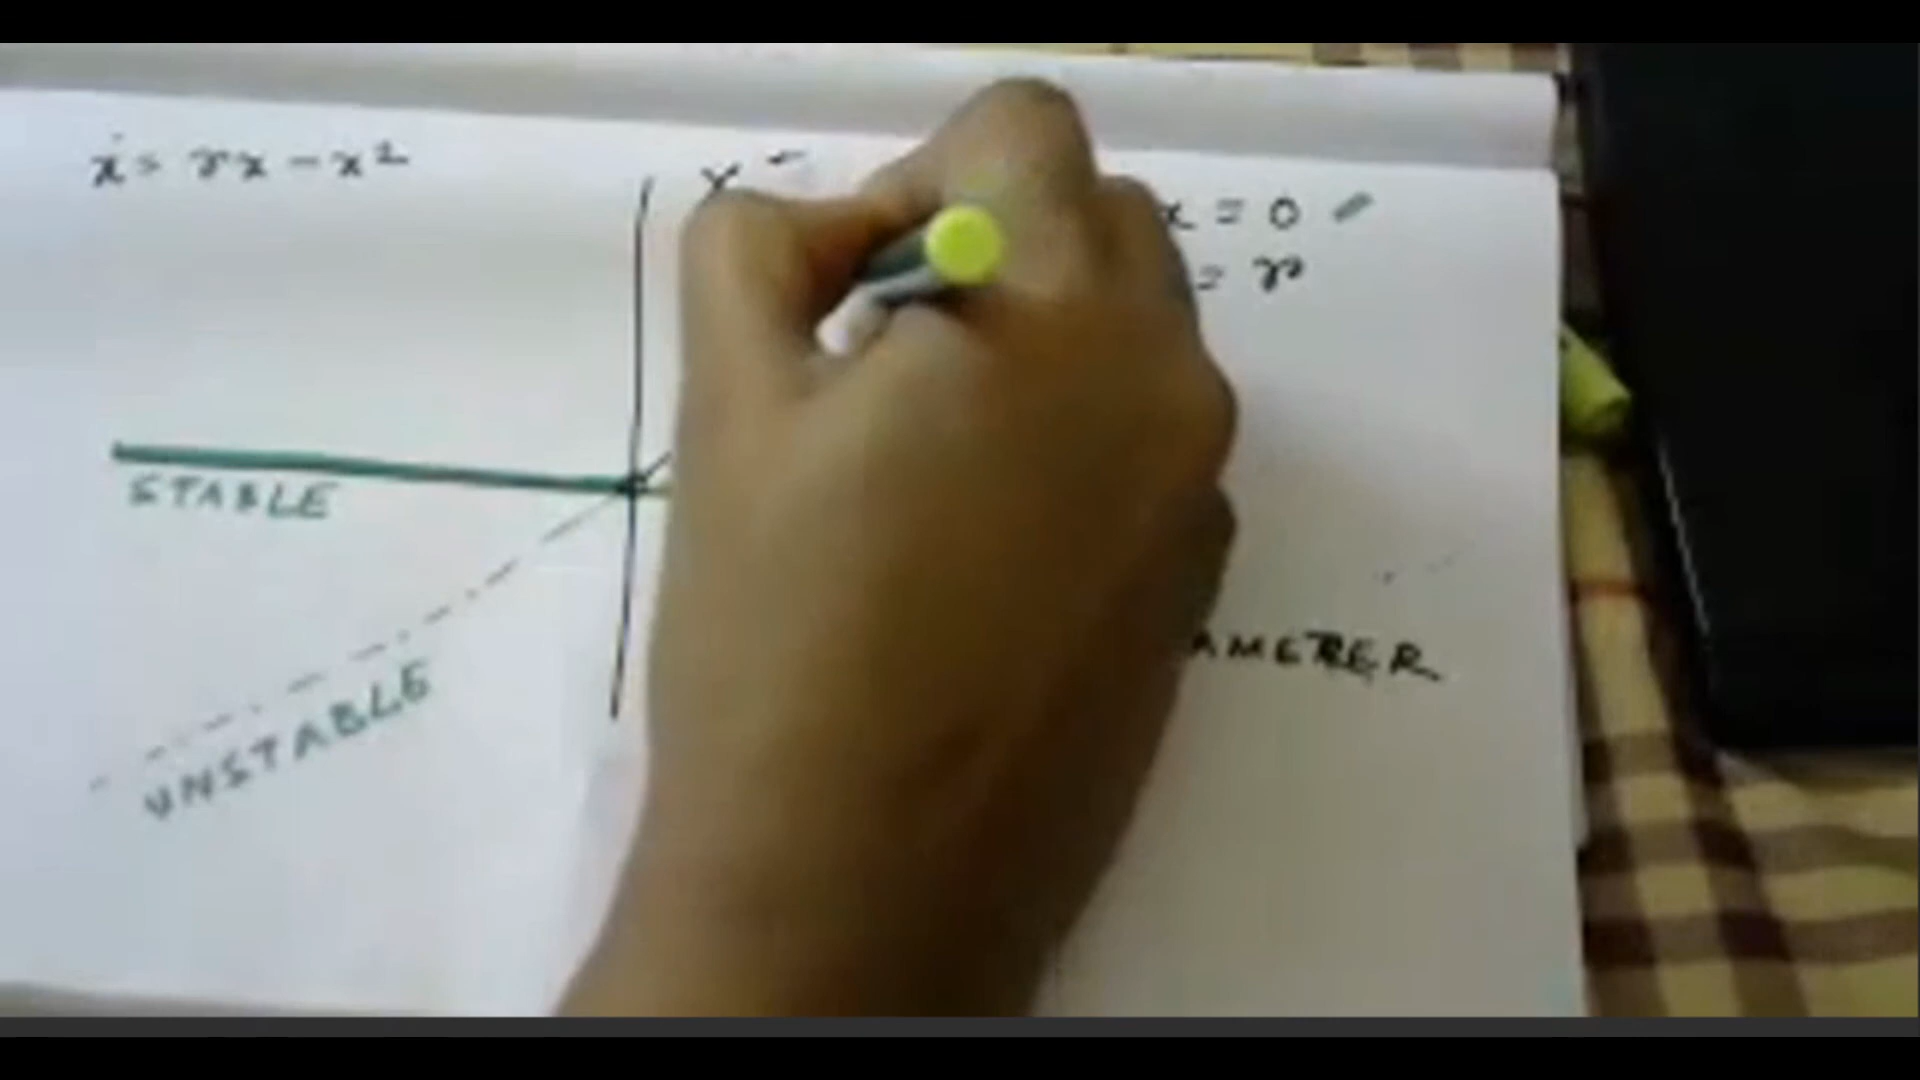 ẋ = rx - x²
x = 0
= r
STABLE
UNSTABLE
AMETER